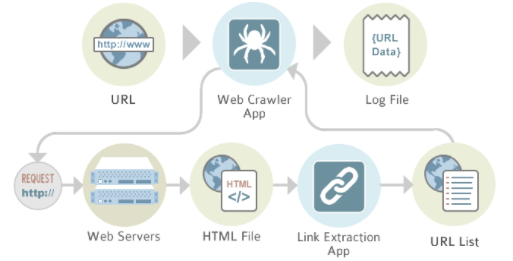 http://www
{URL
Data}
URL
Web Crawler
App
Log File
REQUEST
http://
HTML
</>
Web Servers
HTML File
Link Extraction
App
URL List